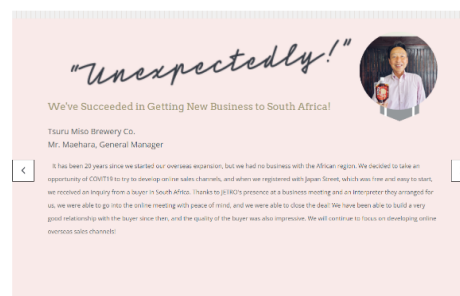 "Unexpectedly!"
We've Succeeded in Getting New Business to South Africa!
Tsuru Miso Brewery Co.
Mr. Maehara, General Manager
It has been 20 years since we started our overseas expansion, but we had no business with the African region. We decided to take an
opportunity of COVIT19 to try to develop online sales channels, and when we registered with Japan Street, which was free and easy to start,
we received an inquiry from a buyer in South Africa. Thanks to JETRO's presence at a business meeting and an interpreter they arranged for
us, we were able to go into the online meeting with peace of mind, and we were able to close the deal! We have been able to build a very
good relationship with the buyer since then, and the quality of the buyer was also impressive. We will continue to focus on developing online
overseas sales channels!